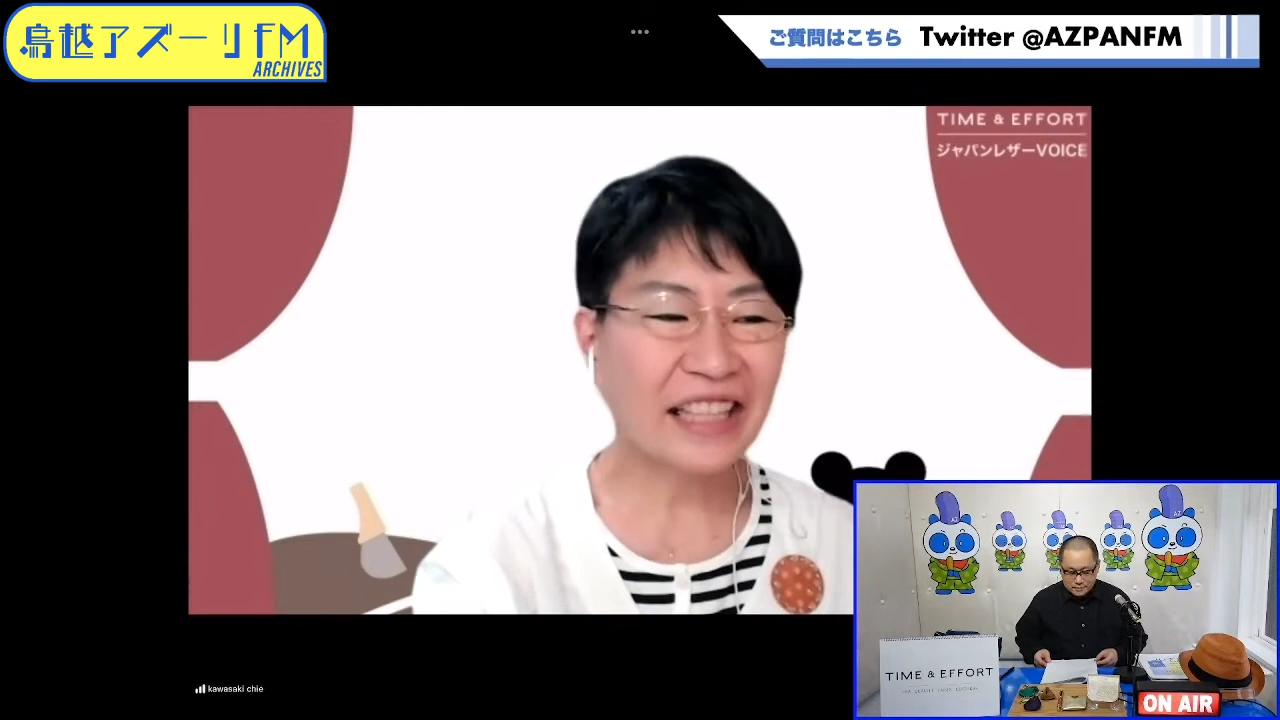 鳥越アズーリFM
ARCHIVES
ご質問はこちら Twitter @AZPANFM
TIME & EFFORT
ジャパンレザーVOICE
TIME & EFFORT
ON AIR
kawasaki chie